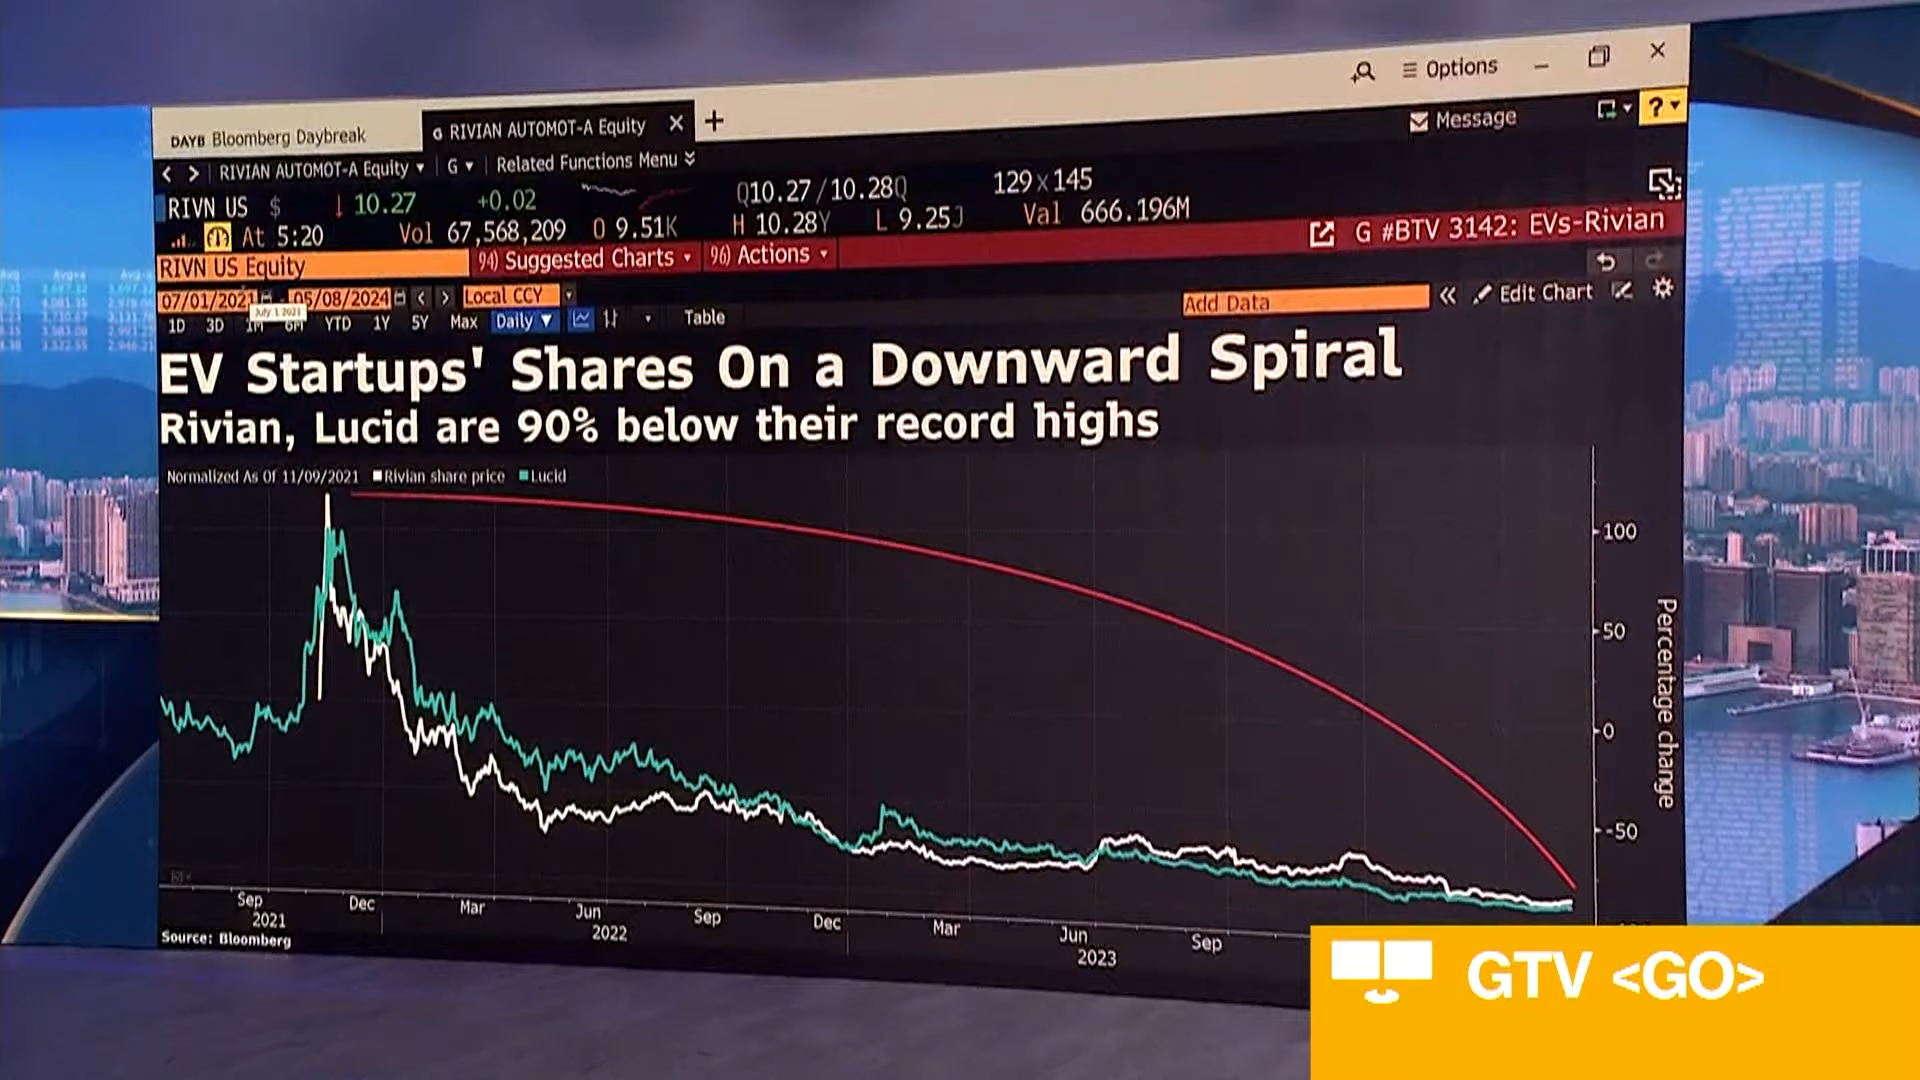 Options
DAYB Bloomberg Daybreak
G RIVIAN AUTOMOT-A Equity
Message
RIVIAN AUTOMOT-A Equity
G
Related Functions Menu
RIVN US $ ↓ 10.27 +0.02 Q10.27/10.28Q 129x145
At 5:20 Vol 67,568,209 O 9.51K H 10.28Y L 9.25J Val 666.196M
RIVN US Equity
94) Suggested Charts
96) Actions
G #BTV 3142: EVs-Rivian
07/01/2021 - 05/08/2024
Local CCY
Add Data
Edit Chart
July 1 2021
1D 3D 1M 6M YTD 1Y 5Y Max Daily ▼
Table
EV Startups' Shares On a Downward Spiral
Rivian, Lucid are 90% below their record highs
Normalized As Of 11/09/2021
Rivian share price
Lucid
100
50
0
-50
Percentage change
Sep Dec Mar Jun Sep Dec Mar Jun Sep
2021 2022 2023
Source: Bloomberg
GTV <GO>